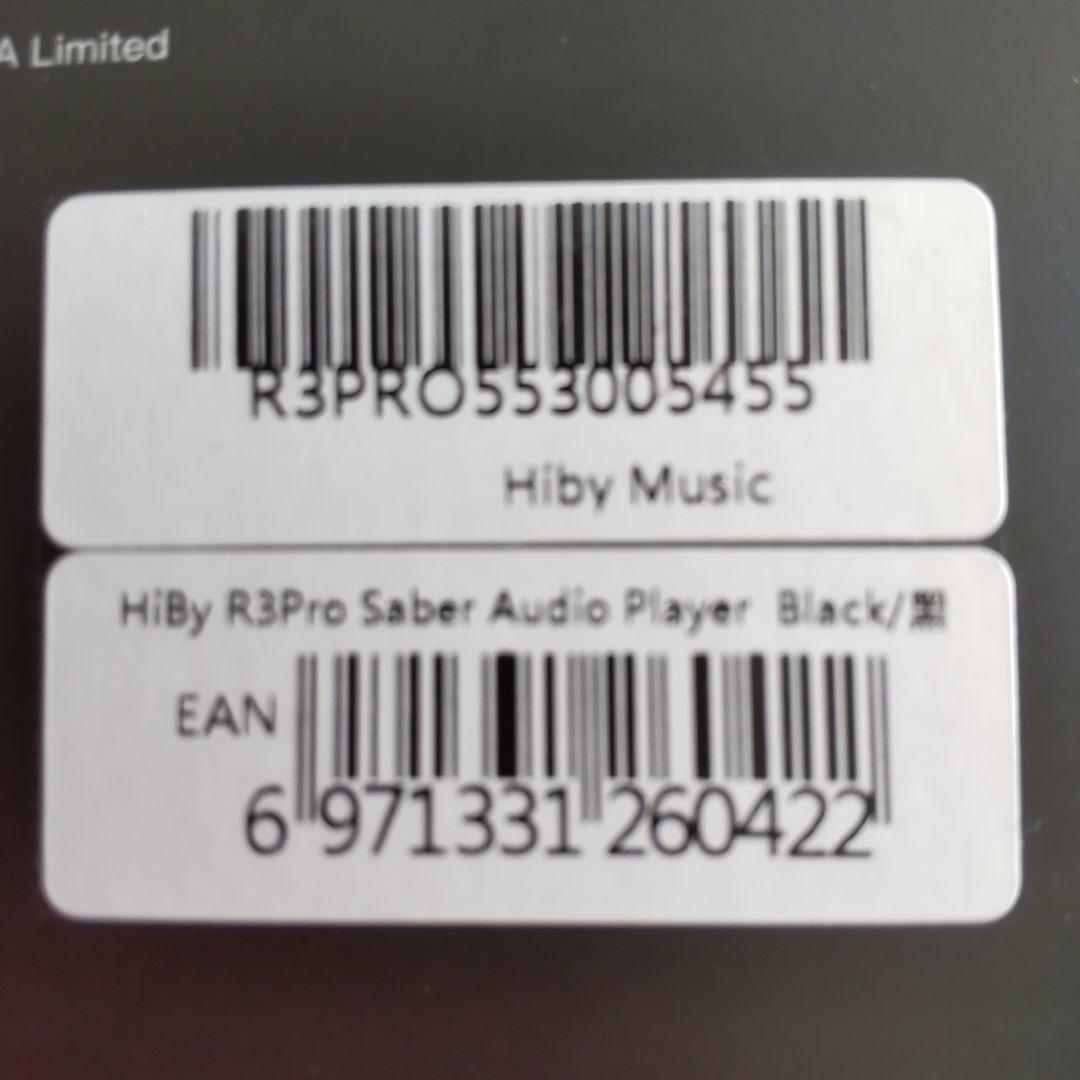 A Limited
R3PRO553005455
Hiby Music
HiBy R3Pro Saber Audio Player Black/黑
EAN
6 971331 260422